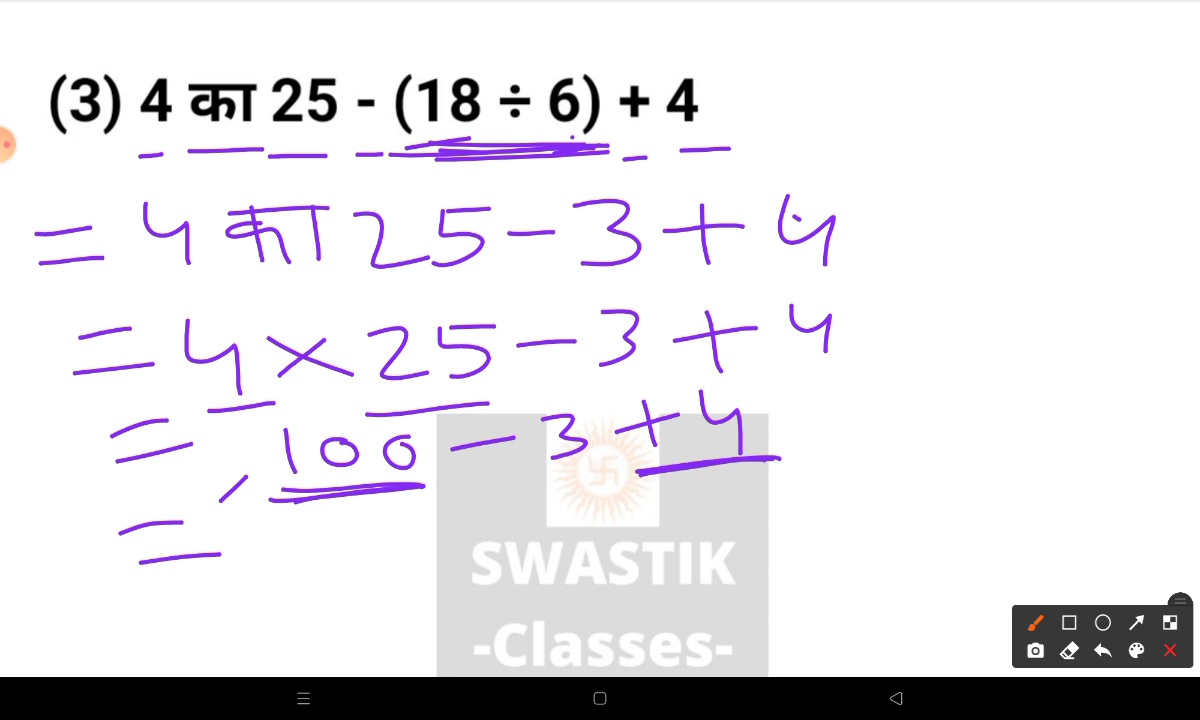 (3) 4 का 25 - (18 ÷ 6) + 4
= 4 का 25 - 3 + 4
= 4 × 25 - 3 + 4
= 100 - 3 + 4
=
SWASTIK
-Classes-